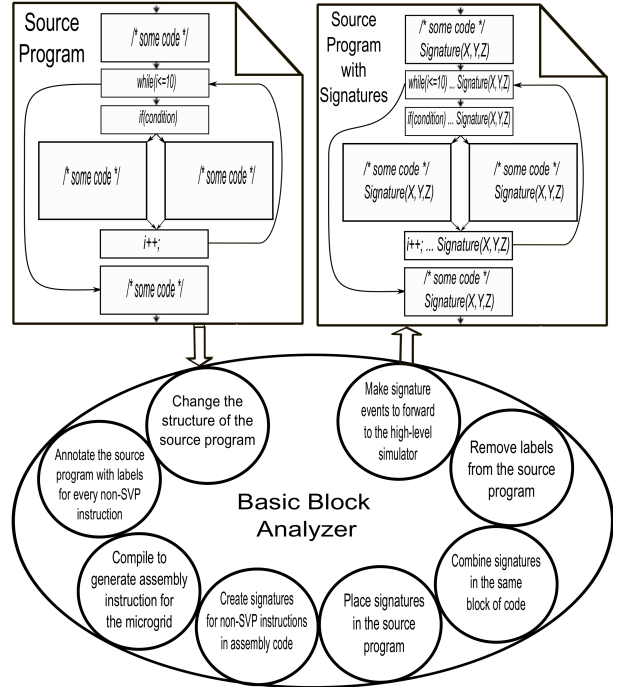 Source
Program
/* some code */
while(i<=10)
if(condition)
/* some code */
/* some code */
i++;
/* some code */
Source
Program
with
Signatures
/* some code */
Signature(X,Y,Z)
while(i<=10) ... Signature(X,Y,Z)
if(condition) ... Signature(X,Y,Z)
/* some code */
Signature(X,Y,Z)
/* some code */
Signature(X,Y,Z)
i++; ... Signature(X,Y,Z)
/* some code */
Signature(X,Y,Z)
Change the
structure of the
source program
Annotate the source
program with labels
for every non-SVP
instruction
Compile to
generate assembly
instruction for
the microgrid
Create signatures
for non-SVP instructions
in assembly code
Place signatures
in the source
program
Combine signatures
in the same
block of code
Remove labels
from the source
program
Make signature
events to forward
to the high-level
simulator
Basic Block
Analyzer